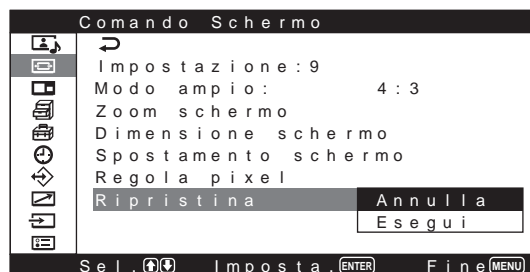 Comando Schermo
Impostazione:9
Modo ampio: 4:3
Zoom schermo
Dimensione schermo
Spostamento schermo
Regola pixel
Ripristina Annulla
Esegui
Sel. Imposta. ENTER Fine MENU